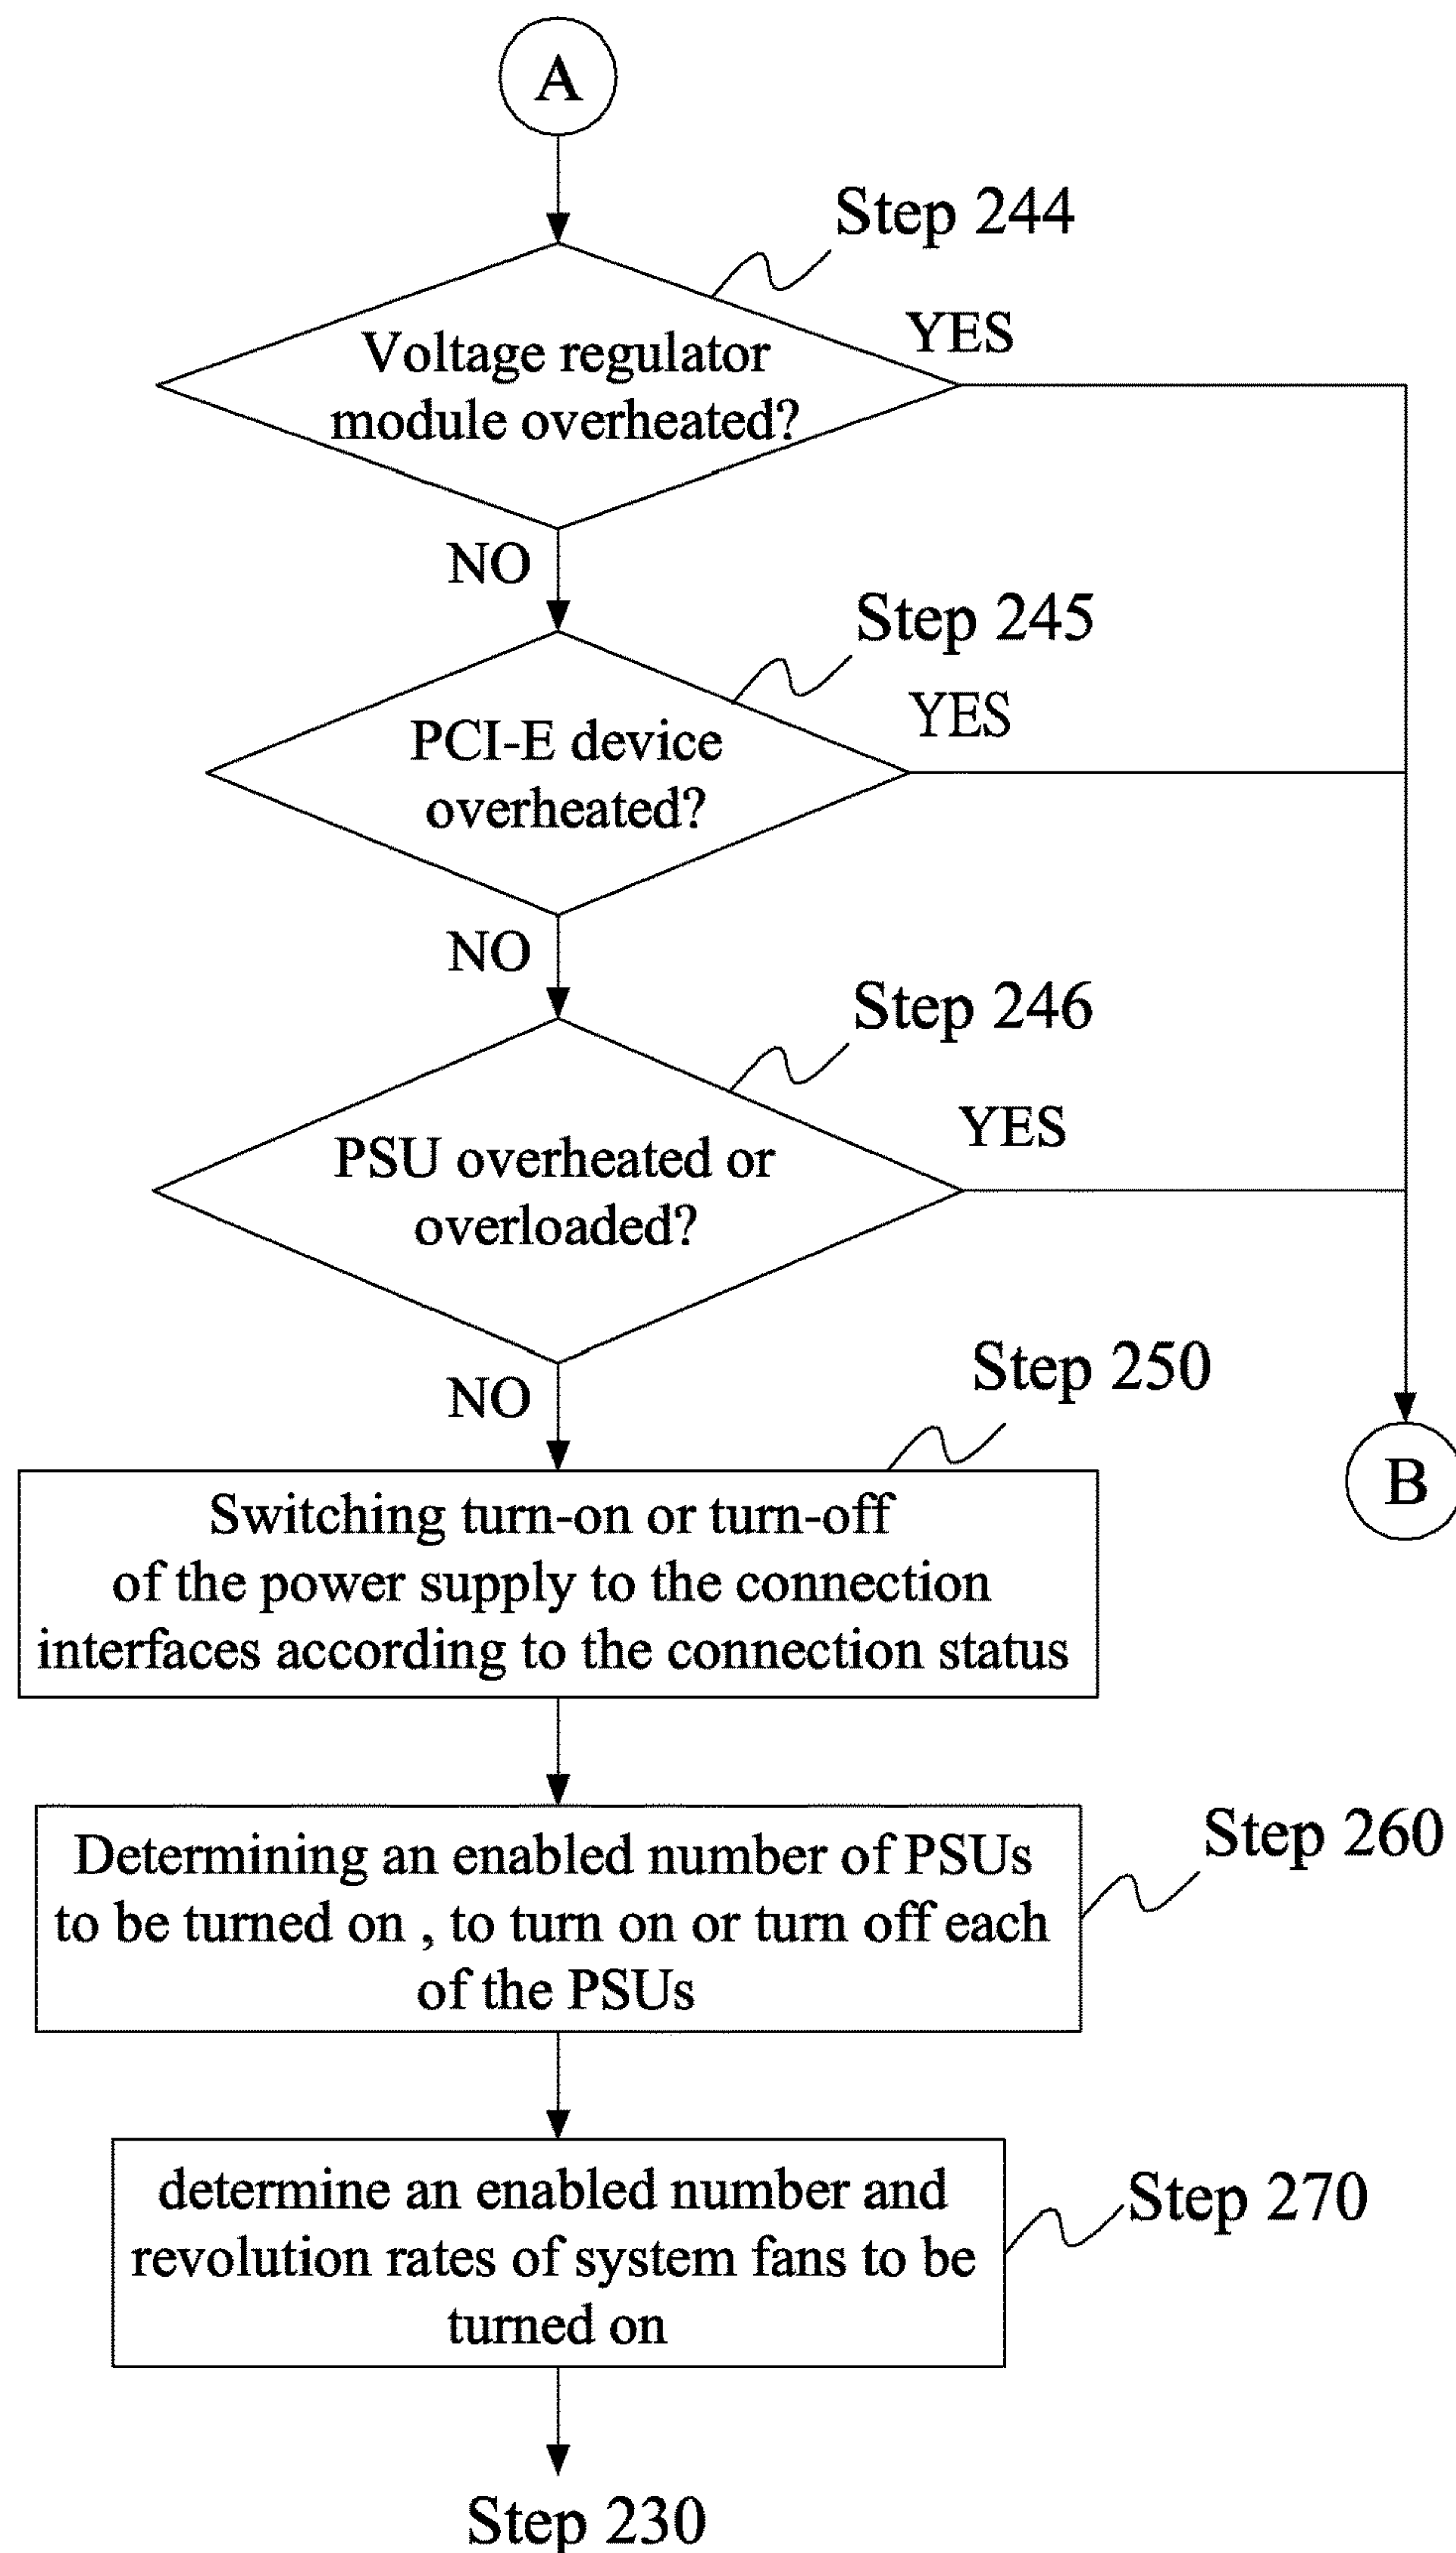 A
Step 244
Voltage regulator
module overheated?
YES
NO
Step 245
PCI-E device
overheated?
YES
NO
Step 246
PSU overheated or
overloaded?
YES
NO
Step 250
B
Switching turn-on or turn-off
of the power supply to the connection
interfaces according to the connection status
Step 260
Determining an enabled number of PSUs
to be turned on , to turn on or turn off each
of the PSUs
Step 270
determine an enabled number and
revolution rates of system fans to be
turned on
Step 230